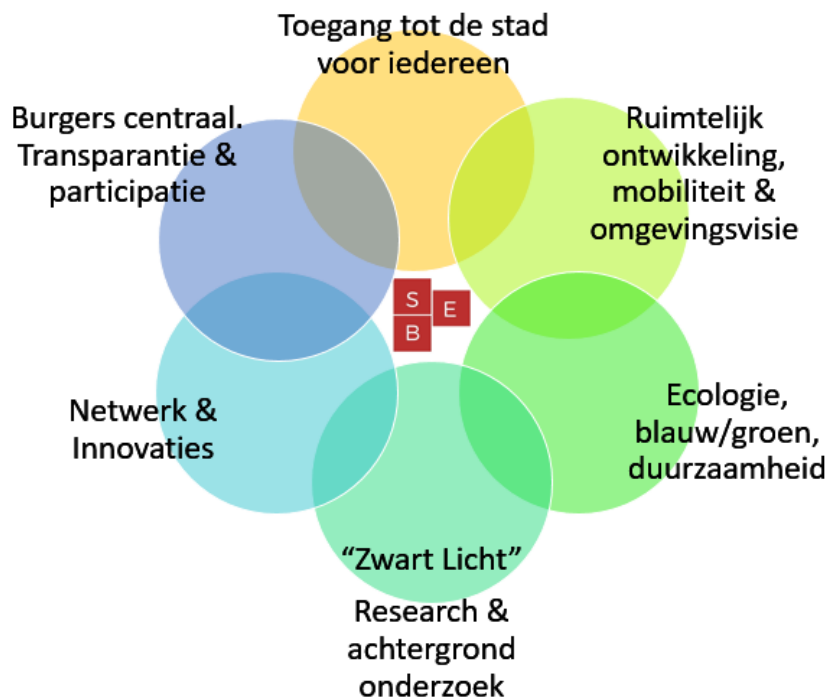 Toegang tot de stad
voor iedereen
Burgers centraal.
Transparantie &
participatie
Ruimtelijk
ontwikkeling,
mobiliteit &
omgevingsvisie
S
E
B
Netwerk &
Innovaties
Ecologie,
blauw/groen,
duurzaamheid
“Zwart Licht”
Research &
achtergrond
onderzoek